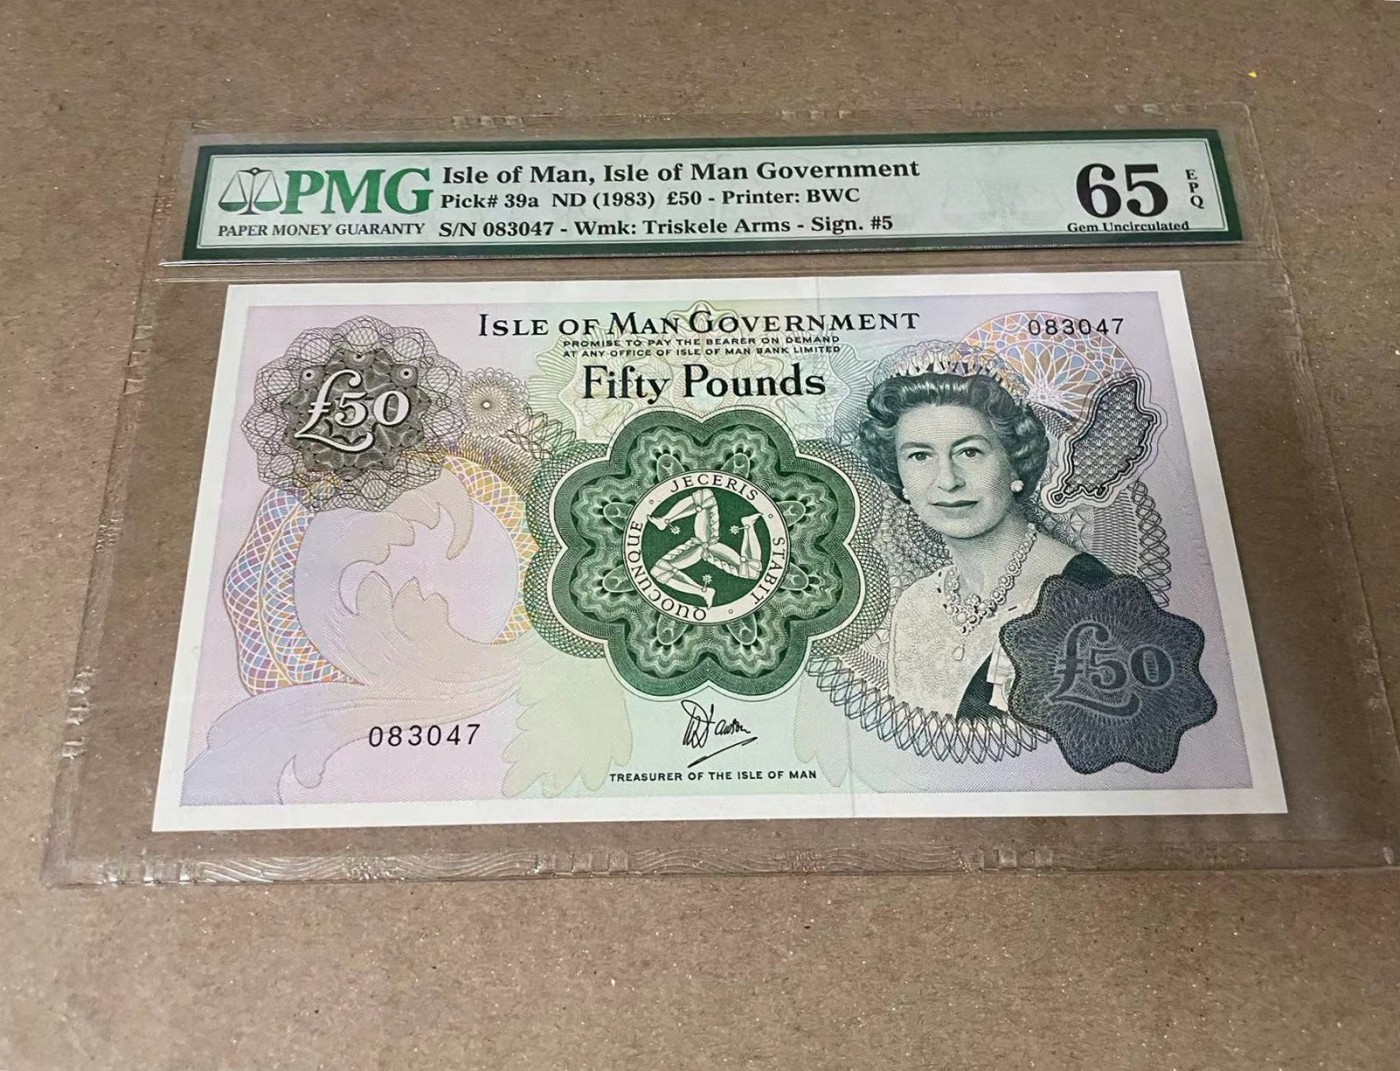 PMG
PAPER MONEY GUARANTY
Isle of Man, Isle of Man Government
Pick# 39a ND (1983) £50 - Printer: BWC
S/N 083047 - Wmk: Triskele Arms - Sign. #5
65
EPQ
Gem Uncirculated
ISLE OF MAN GOVERNMENT
PROMISE TO PAY THE BEARER ON DEMAND
AT ANY OFFICE OF ISLE OF MAN BANK LIMITED
Fifty Pounds
083047
£50
QUOCUNQUE · JECERIS · STABIT ·
£50
083047
TREASURER OF THE ISLE OF MAN